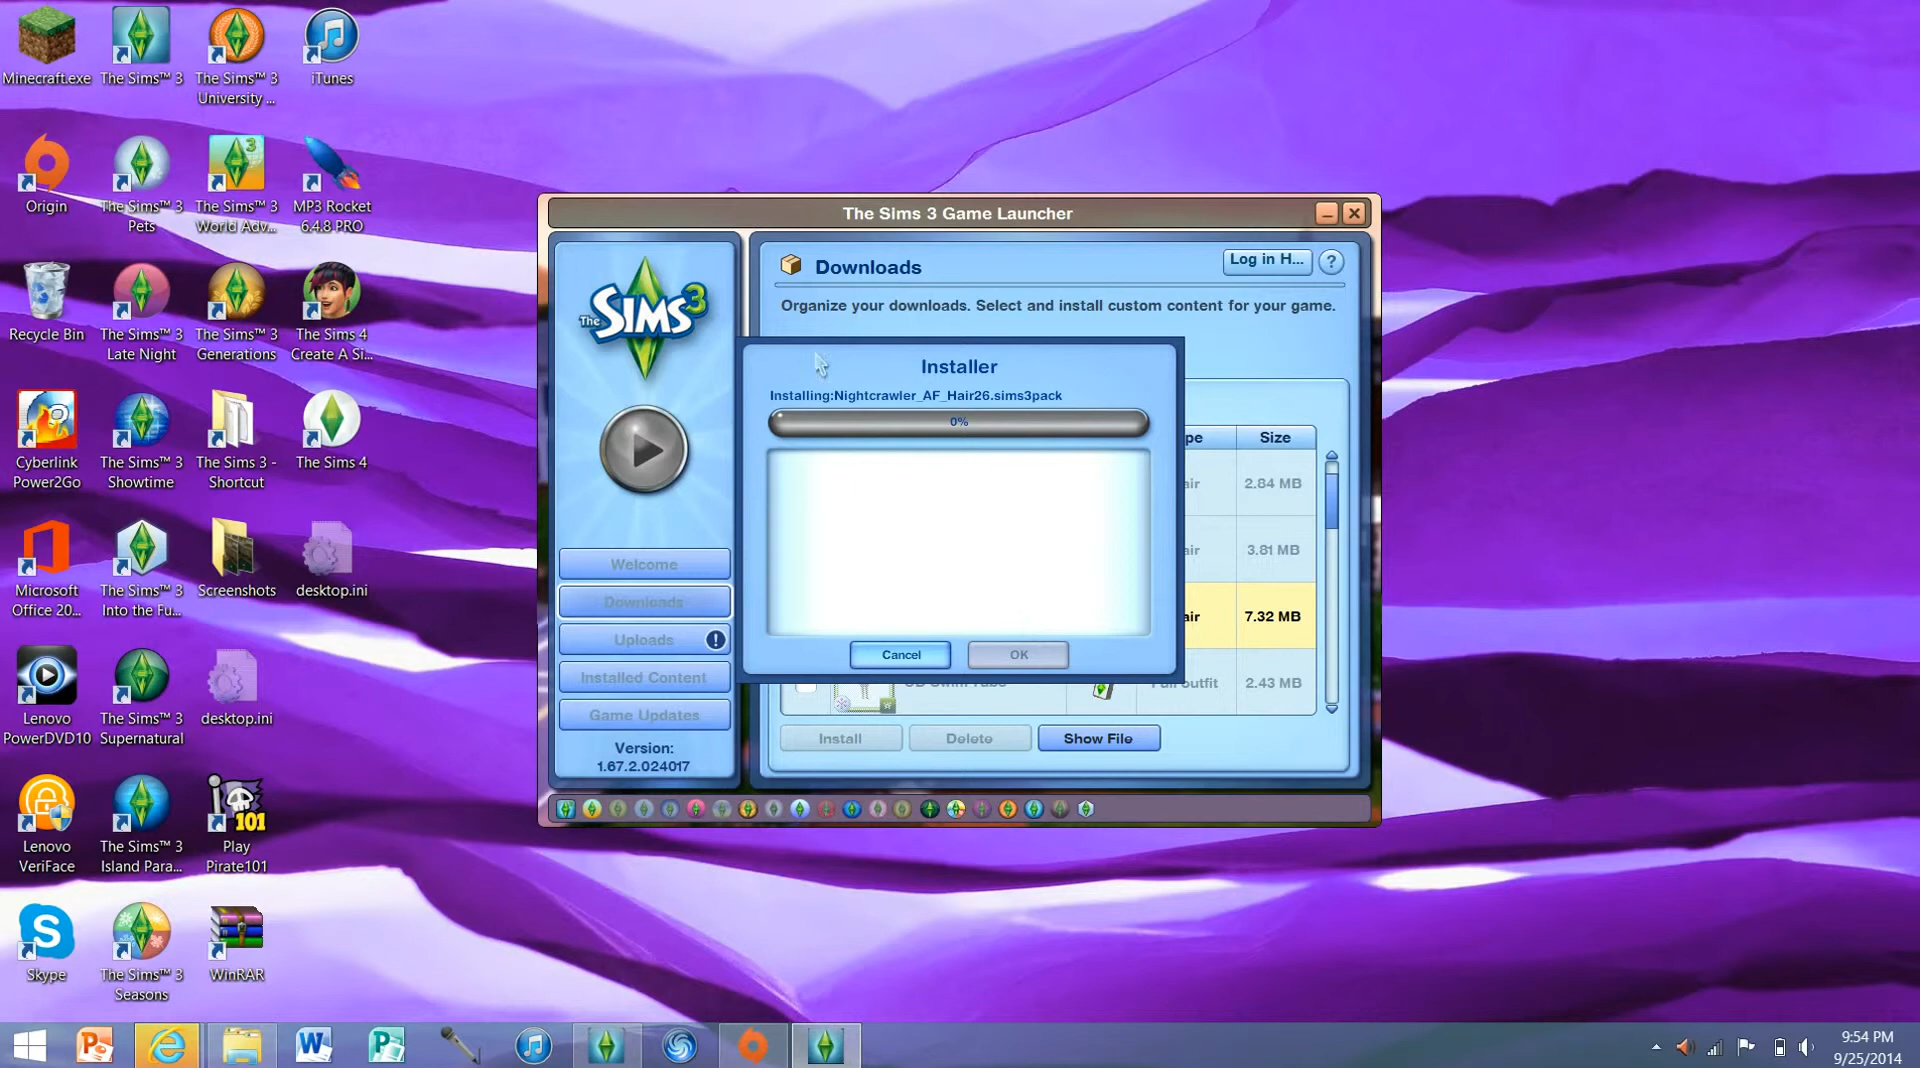 Minecraft.exe
The Sims™ 3
The Sims™ 3
University ...
iTunes
Origin
The Sims™ 3
Pets
The Sims™ 3
World Adv...
MP3 Rocket
6.4.8 PRO
Recycle Bin
The Sims™ 3
Late Night
The Sims™ 3
Generations
The Sims 4
Create A Si...
Cyberlink
Power2Go
The Sims™ 3
Showtime
The Sims 3 -
Shortcut
The Sims 4
Microsoft
Office 20...
The Sims™ 3
Into the Fu...
Screenshots
desktop.ini
Lenovo
PowerDVD10
The Sims™ 3
Supernatural
desktop.ini
Lenovo
VeriFace
The Sims™ 3
Island Para...
101
Play
Pirate101
Skype
The Sims™ 3
Seasons
WinRAR
The Sims 3 Game Launcher
The SIMS 3
Welcome
Downloads
Uploads
Installed Content
Game Updates
Version:
1.67.2.024017
Downloads
Log in H...
?
Organize your downloads. Select and install custom content for your game.
Installer
Installing:Nightcrawler_AF_Hair26.sims3pack
0%
Cancel
OK
pe
Size
air
2.84 MB
air
3.81 MB
air
7.32 MB
outfit
2.43 MB
Install
Delete
Show File
9:54 PM
9/25/2014